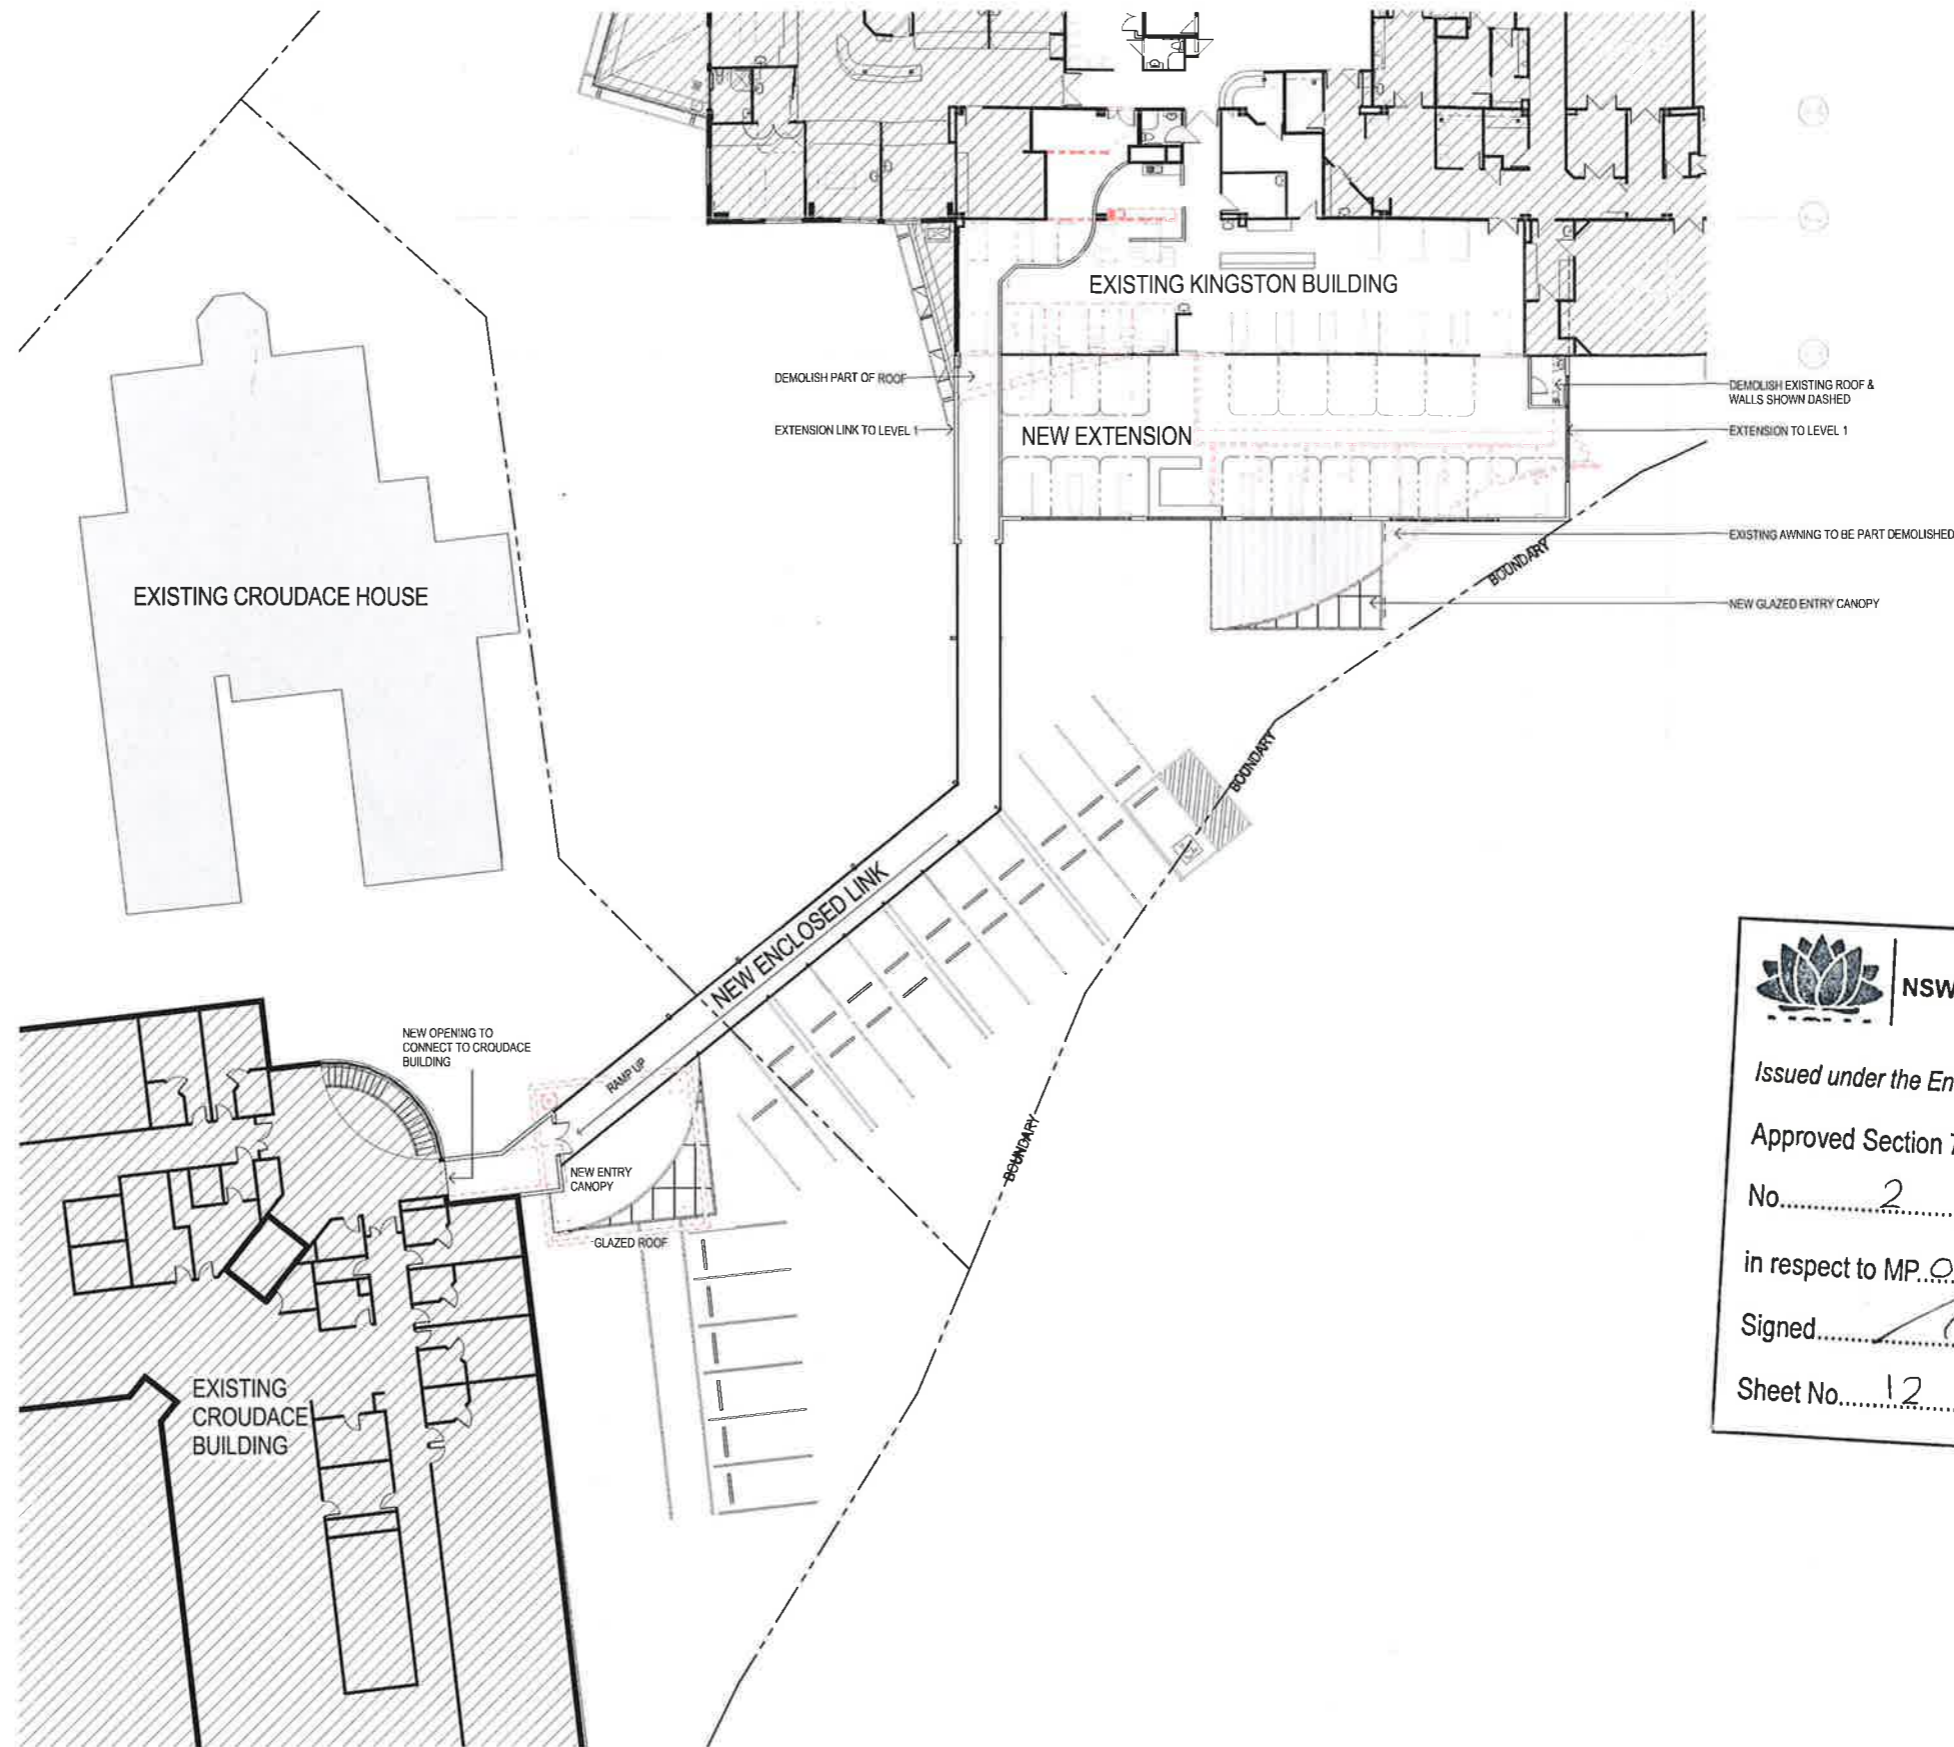 EXISTING KINGSTON BUILDING
DEMOLISH PART OF ROOF
DEMOLISH EXISTING ROOF &
WALLS SHOWN DASHED
EXTENSION LINK TO LEVEL 1
NEW EXTENSION
EXTENSION TO LEVEL 1
EXISTING AWNING TO BE PART DEMOLISHED
BOUNDARY
NEW GLAZED ENTRY CANOPY
EXISTING CROUDACE HOUSE
BOUNDARY
NEW ENCLOSED LINK
RAMP UP
NEW OPENING TO
CONNECT TO CROUDACE
BUILDING
BOUNDARY
NEW ENTRY
CANOPY
GLAZED ROOF
EXISTING
CROUDACE
BUILDING
NSW
Issued under the En
Approved Section 7
No. 2
in respect to MP. 0
Signed
Sheet No. 12